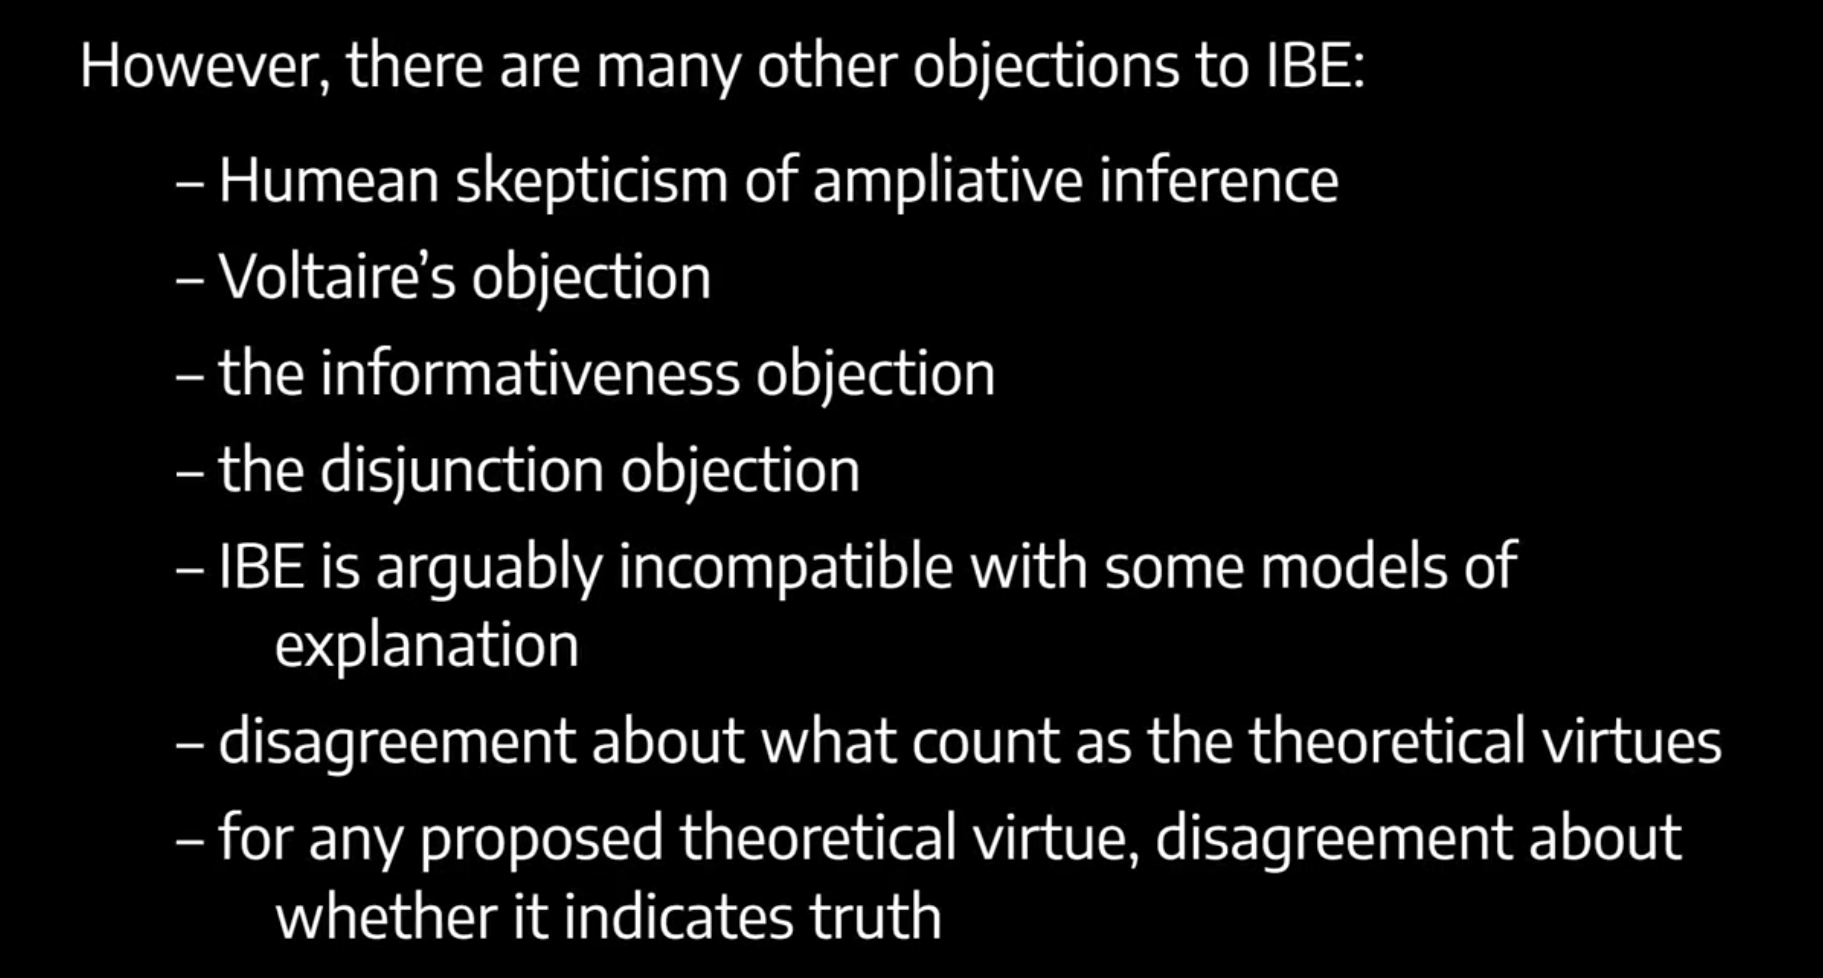 However, there are many other objections to IBE:
– Humean skepticism of ampliative inference
– Voltaire’s objection
– the informativeness objection
– the disjunction objection
– IBE is arguably incompatible with some models of
explanation
– disagreement about what count as the theoretical virtues
– for any proposed theoretical virtue, disagreement about
whether it indicates truth